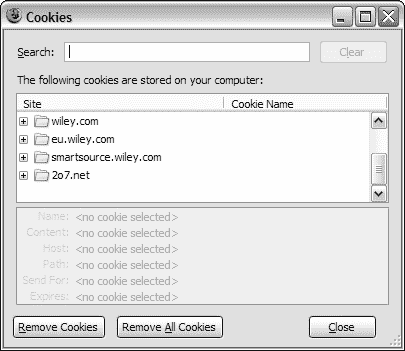 Cookies
Search: Clear
The following cookies are stored on your computer:
Site Cookie Name
wiley.com
eu.wiley.com
smartsource.wiley.com
2o7.net
Name: <no cookie selected>
Content: <no cookie selected>
Host: <no cookie selected>
Path: <no cookie selected>
Send For: <no cookie selected>
Expires: <no cookie selected>
Remove Cookies Remove All Cookies Close